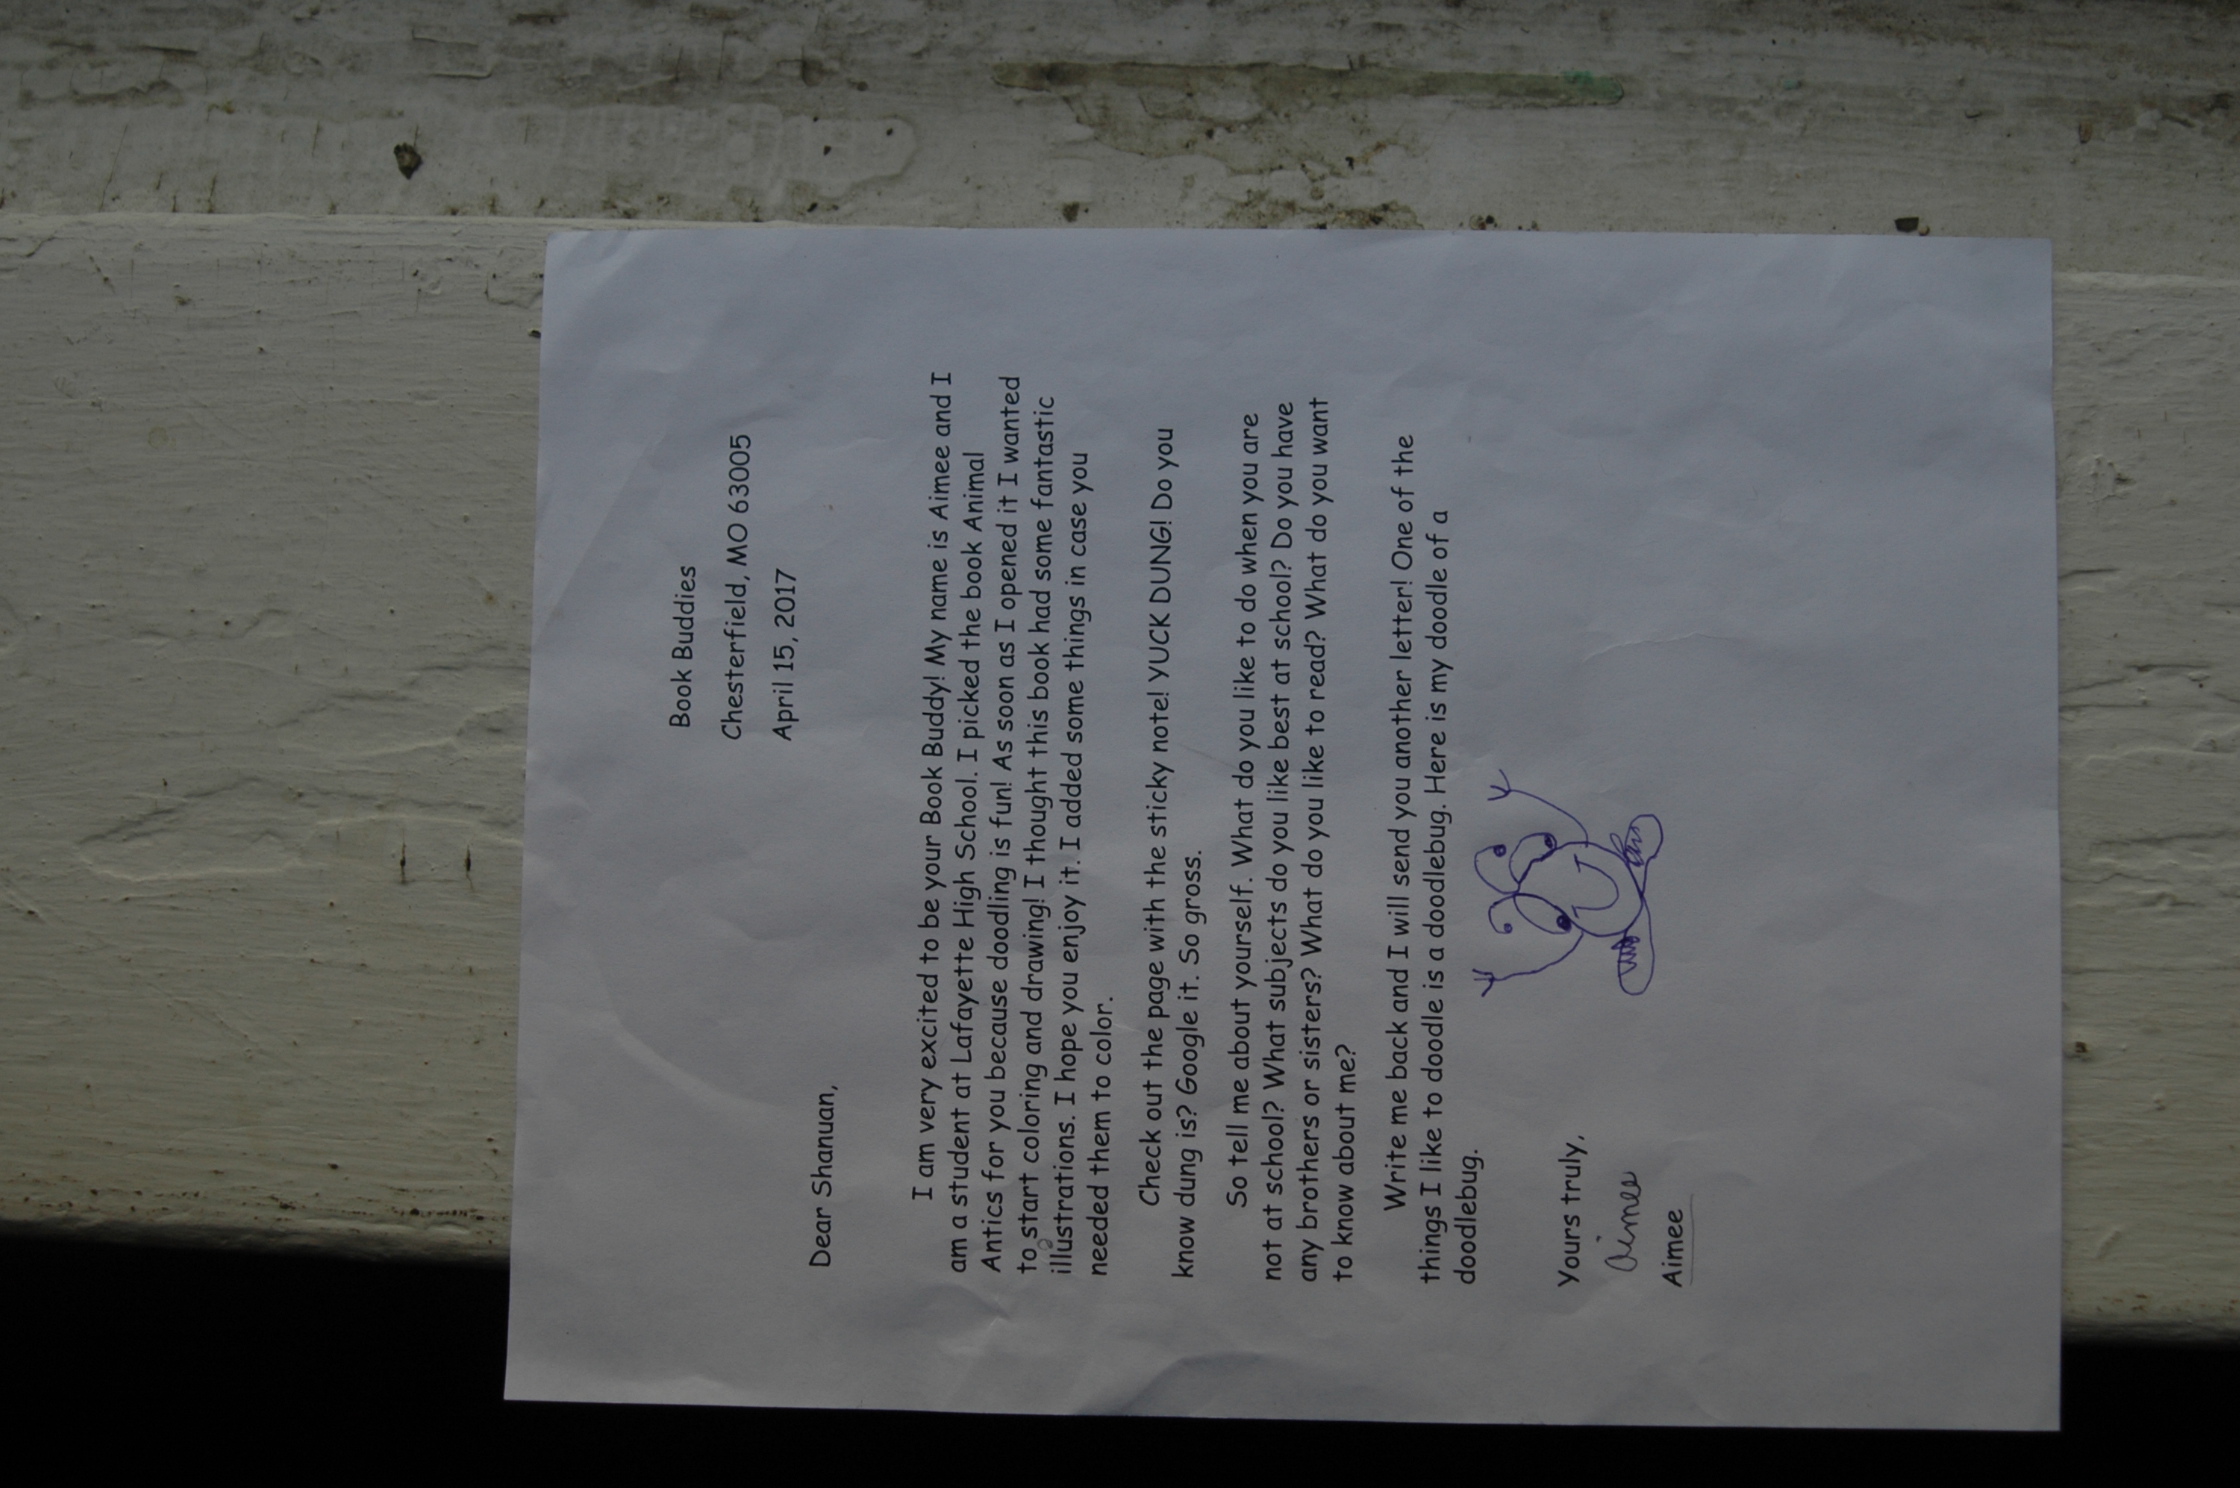 Book Buddies
Chesterfield, MO 63005
April 15, 2017
Dear Shanuan,
I am very excited to be your Book Buddy! My name is Aimee and I
am a student at Lafayette High School. I picked the book Animal
Antics for you because doodling is fun! As soon as I opened it I wanted
to start coloring and drawing! I thought this book had some fantastic
illustrations. I hope you enjoy it. I added some things in case you
needed them to color.
Check out the page with the sticky note! YUCK DUNG! Do you
know dung is? Google it. So gross.
So tell me about yourself. What do you like to do when you are
not at school? What subjects do you like best at school? Do you have
any brothers or sisters? What do you like to read? What do you want
to know about me?
Write me back and I will send you another letter! One of the
things I like to doodle is a doodlebug. Here is my doodle of a
doodlebug.
Yours truly,
Aimee
Aimee